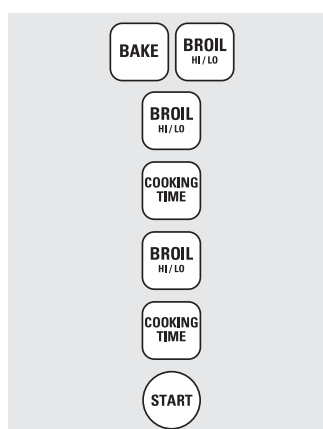 BAKE BROIL
HI / LO
BROIL
HI / LO
COOKING
TIME
BROIL
HI / LO
COOKING
TIME
START